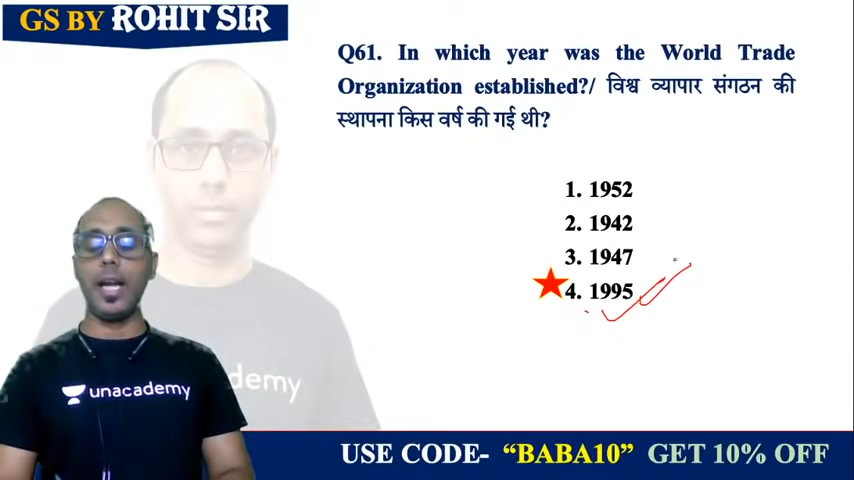 GS BY ROHIT SIR
Q61. In which year was the World Trade
Organization established?/ विश्व व्यापार संगठन की
स्थापना किस वर्ष की गई थी?
1. 1952
2. 1942
3. 1947
4. 1995
demy
unacademy
USE CODE- “BABA10” GET 10% OFF